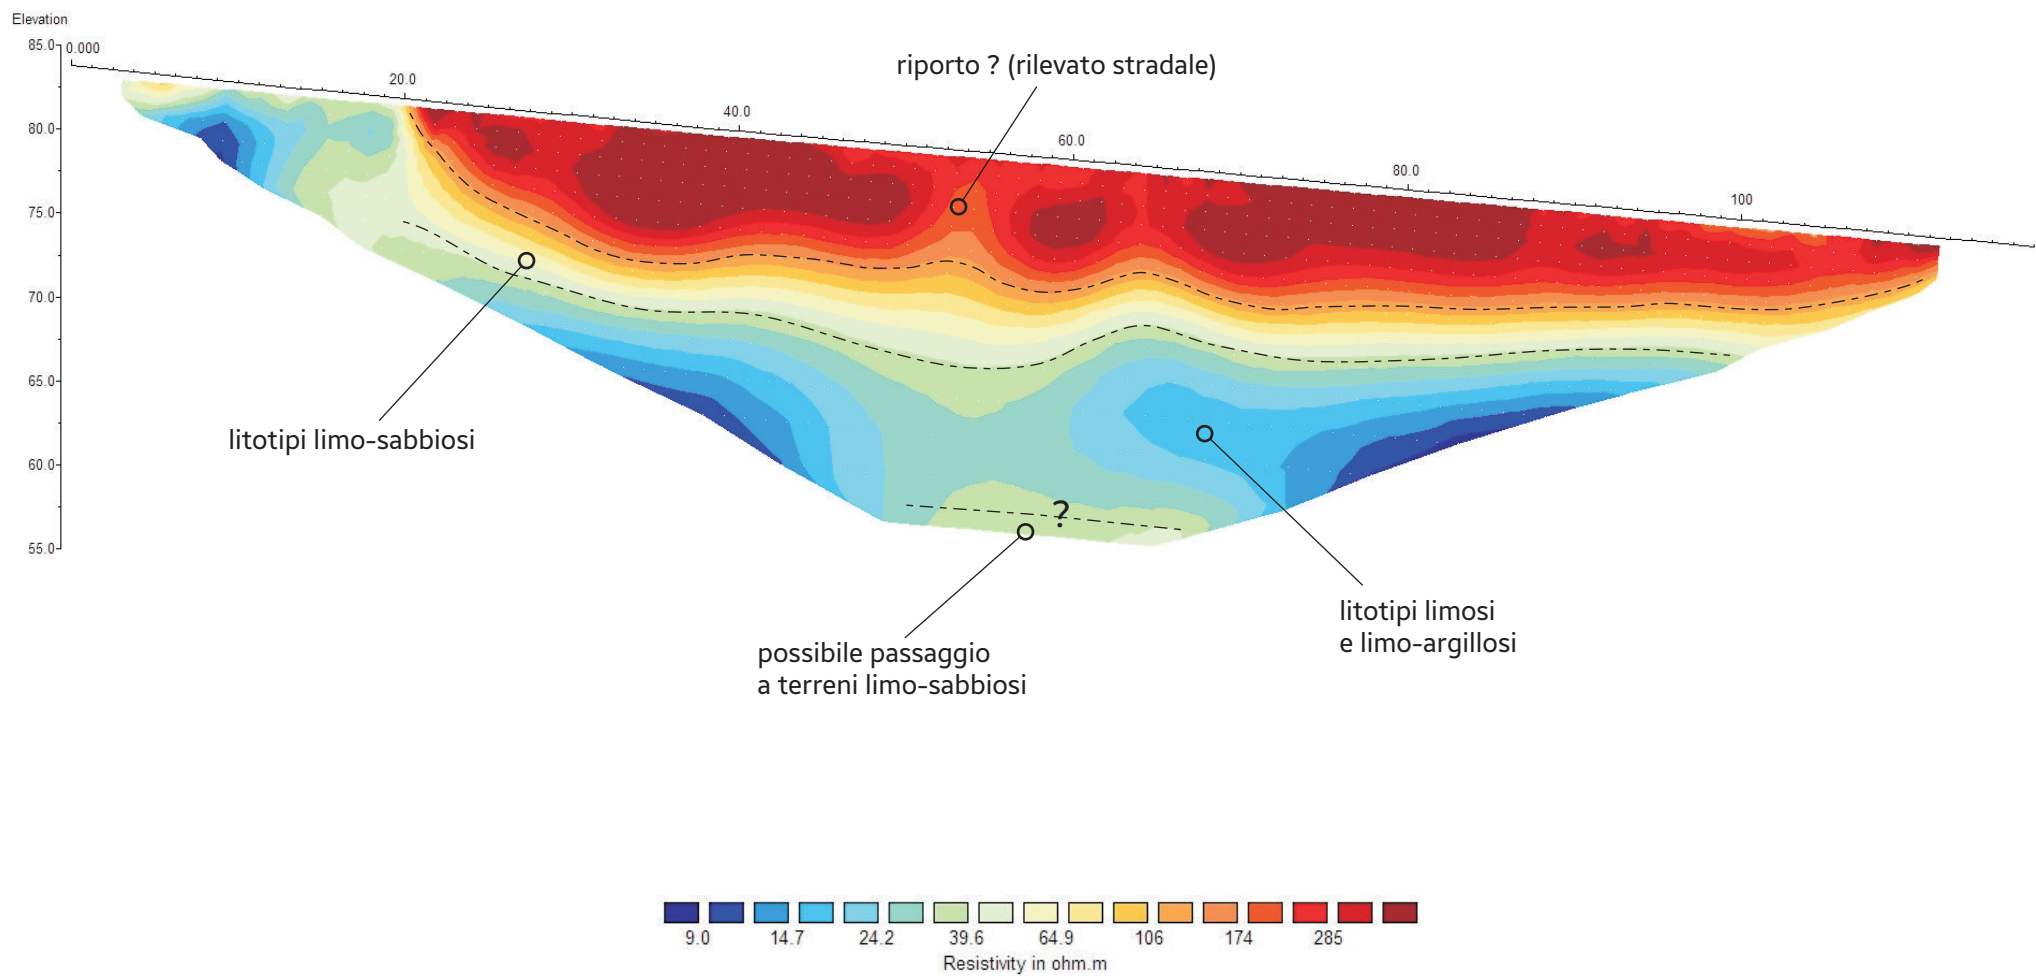 Elevation
85.0
0.000
20.0
riporto ? (rilevato stradale)
40.0
80.0
60.0
80.0
75.0
100
70.0
65.0
litotipi limo-sabbiosi
60.0
?
55.0
litotipi limosi
e limo-argillosi
possibile passaggio
a terreni limo-sabbiosi
9.0 14.7 24.2 39.6 64.9 106 174 285
Resistivity in ohm.m